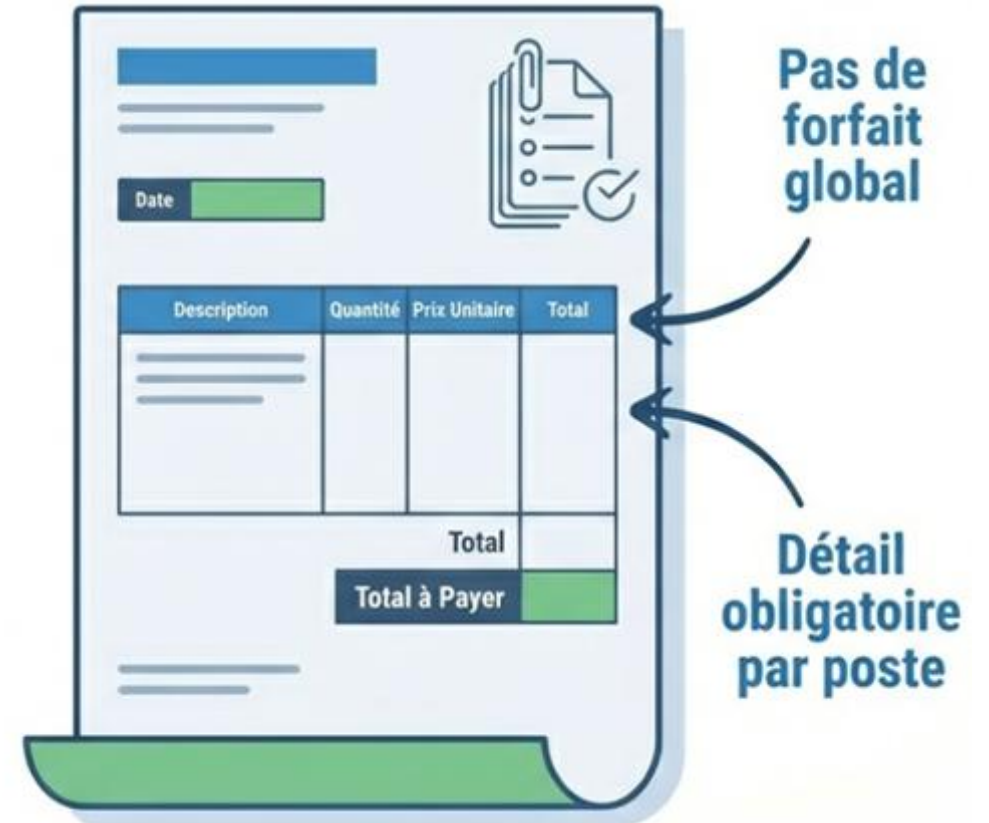 Pas de
forfait
global
Date
Description Quantité Prix Unitaire Total
Total
Total à Payer
Détail
obligatoire
par poste